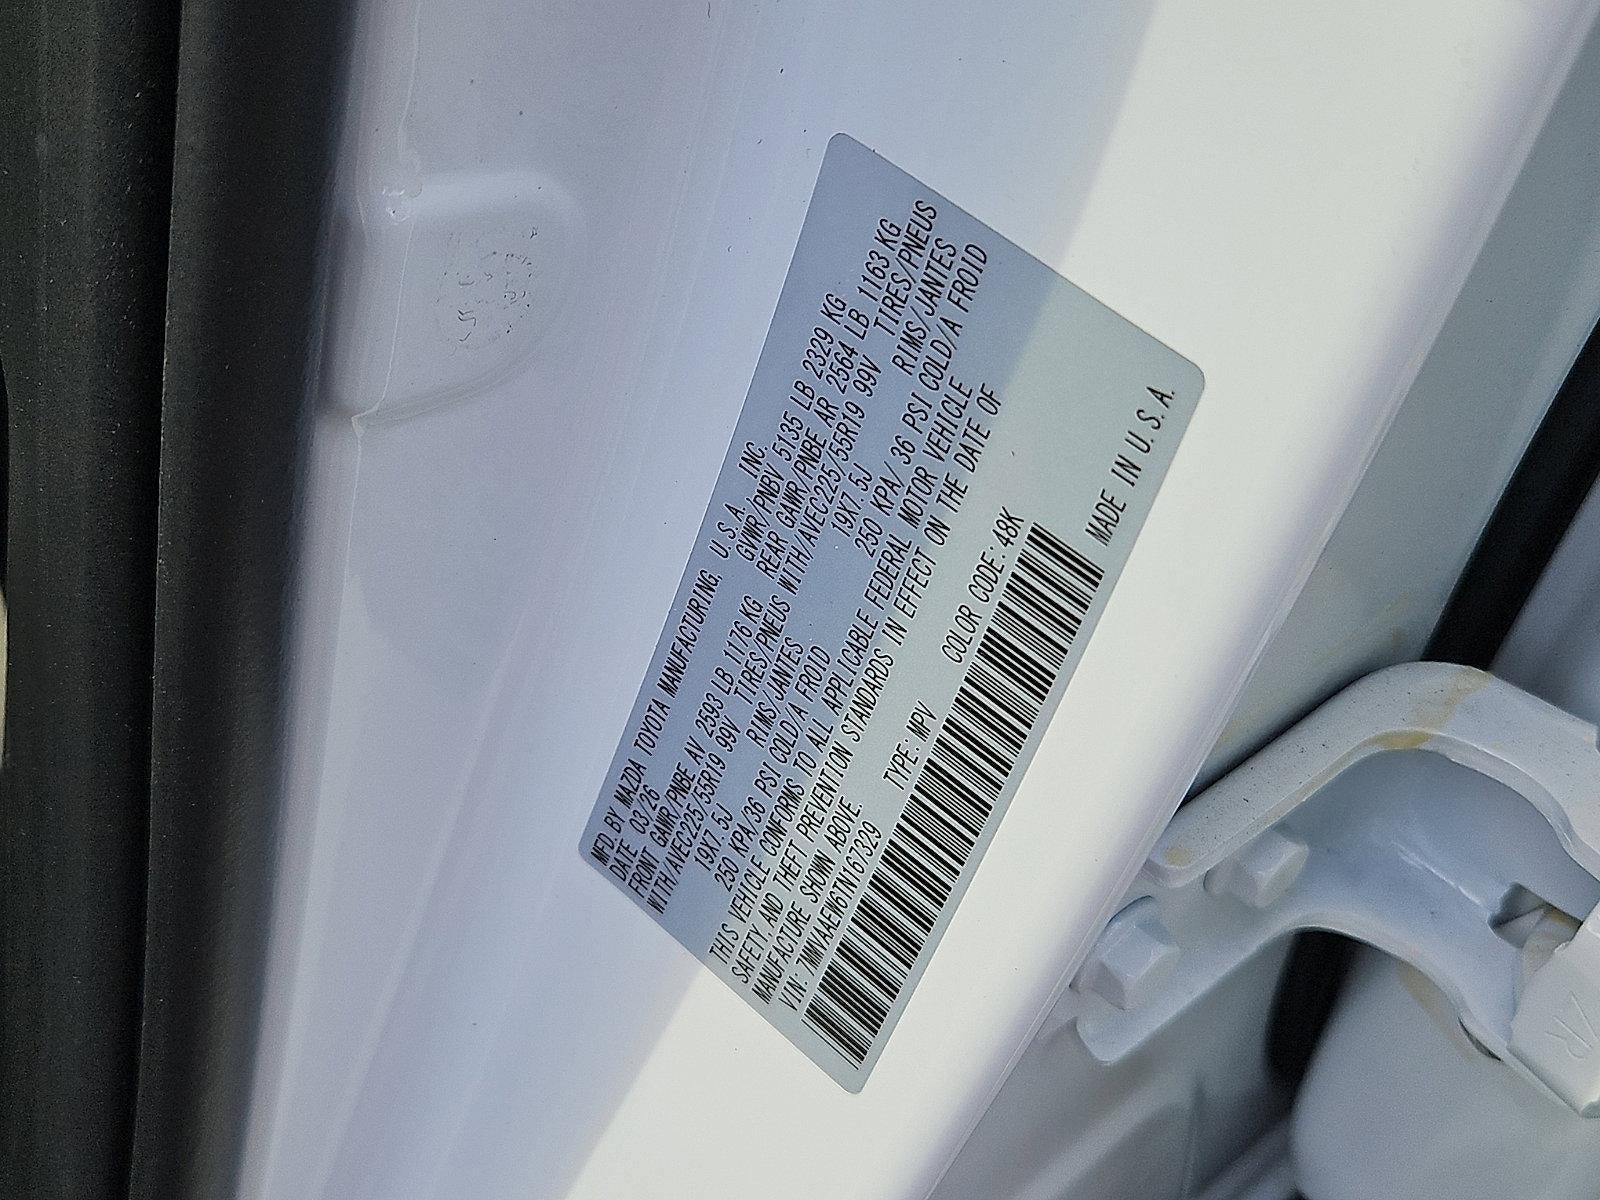 MFD. BY MAZDA TOYOTA MANUFACTURING, U.S.A., INC.
DATE 03/26 GVWR/PNBV 5135 LB 2329 KG
FRONT GAWR/PNBE AV 2593 LB 1176 KG REAR GAWR/PNBE AR 2564 LB 1163 KG
WITH/AVEC225/55R19 99V TIRES/PNEUS WITH/AVEC225/55R19 99V TIRES/PNEUS
19X7.5J RIMS/JANTES 19X7.5J RIMS/JANTES
250 KPA/36 PSI COLD/A FROID 250 KPA/ 36 PSI COLD/A FROID
THIS VEHICLE CONFORMS TO ALL APPLICABLE FEDERAL MOTOR VEHICLE
SAFETY AND THEFT PREVENTION STANDARDS IN EFFECT ON THE DATE OF
MANUFACTURE SHOWN ABOVE.
VIN: 7MMVAAEW6TN167329 TYPE: MPV COLOR CODE: 48K
MADE IN U.S.A.